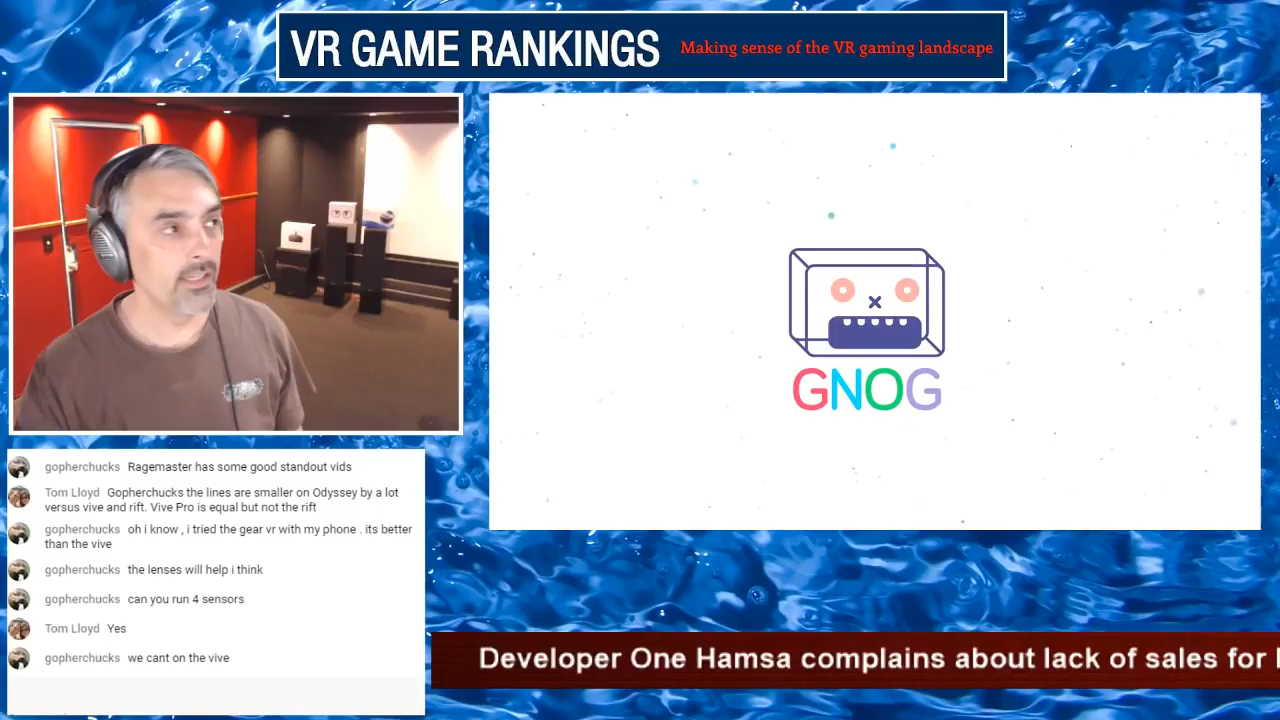 VR GAME RANKINGS Making sense of the VR gaming landscape
GNOG
gopherchucks Ragemaster has some good standout vids
Tom Lloyd Gopherchucks the lines are smaller on Odyssey by a lot
versus vive and rift. Vive Pro is equal but not the rift
gopherchucks oh i know , i tried the gear vr with my phone . its better
than the vive
gopherchucks the lenses will help i think
gopherchucks can you run 4 sensors
Tom Lloyd Yes
gopherchucks we cant on the vive
Developer One Hamsa complains about lack of sales for